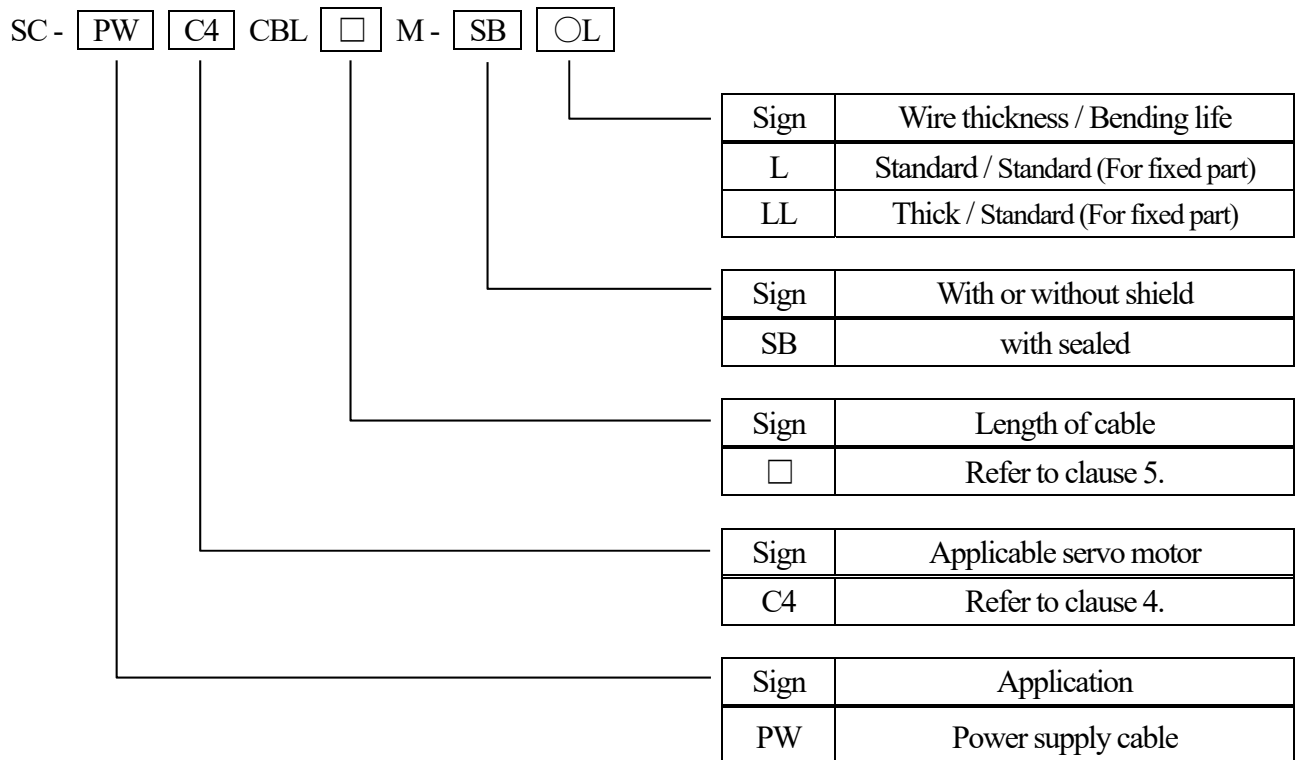 SC - PW C4 CBL □ M - SB ○L
Sign Wire thickness / Bending life
L Standard / Standard (For fixed part)
LL Thick / Standard (For fixed part)
Sign With or without shield
SB with sealed
Sign Length of cable
□ Refer to clause 5.
Sign Applicable servo motor
C4 Refer to clause 4.
Sign Application
PW Power supply cable